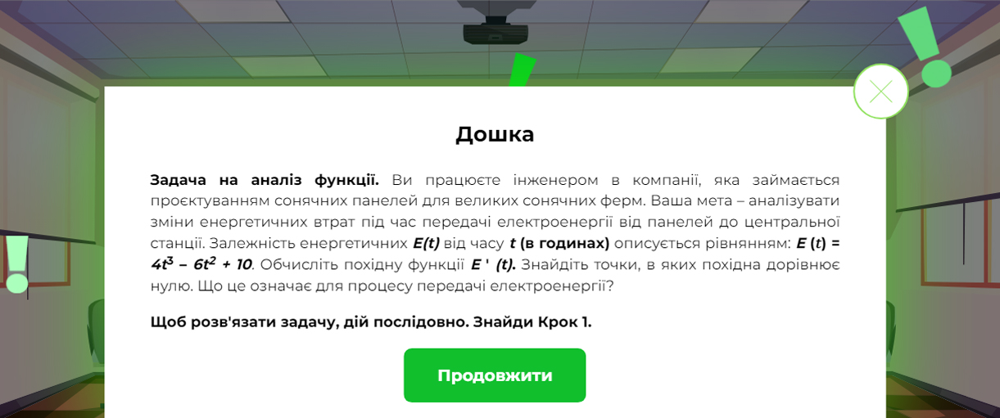 Дошка
Задача на аналіз функції. Ви працюєте інженером в компанії, яка займається
проєктуванням сонячних панелей для великих сонячних ферм. Ваша мета – аналізувати
зміни енергетичних втрат під час передачі електроенергії від панелей до центральної
станції. Залежність енергетичних E(t) від часу t (в годинах) описується рівнянням: E (t) =
4t³ – 6t² + 10. Обчисліть похідну функції E ' (t). Знайдіть точки, в яких похідна дорівнює
нулю. Що це означає для процесу передачі електроенергії?
Щоб розв'язати задачу, дій послідовно. Знайди Крок 1.
Продовжити